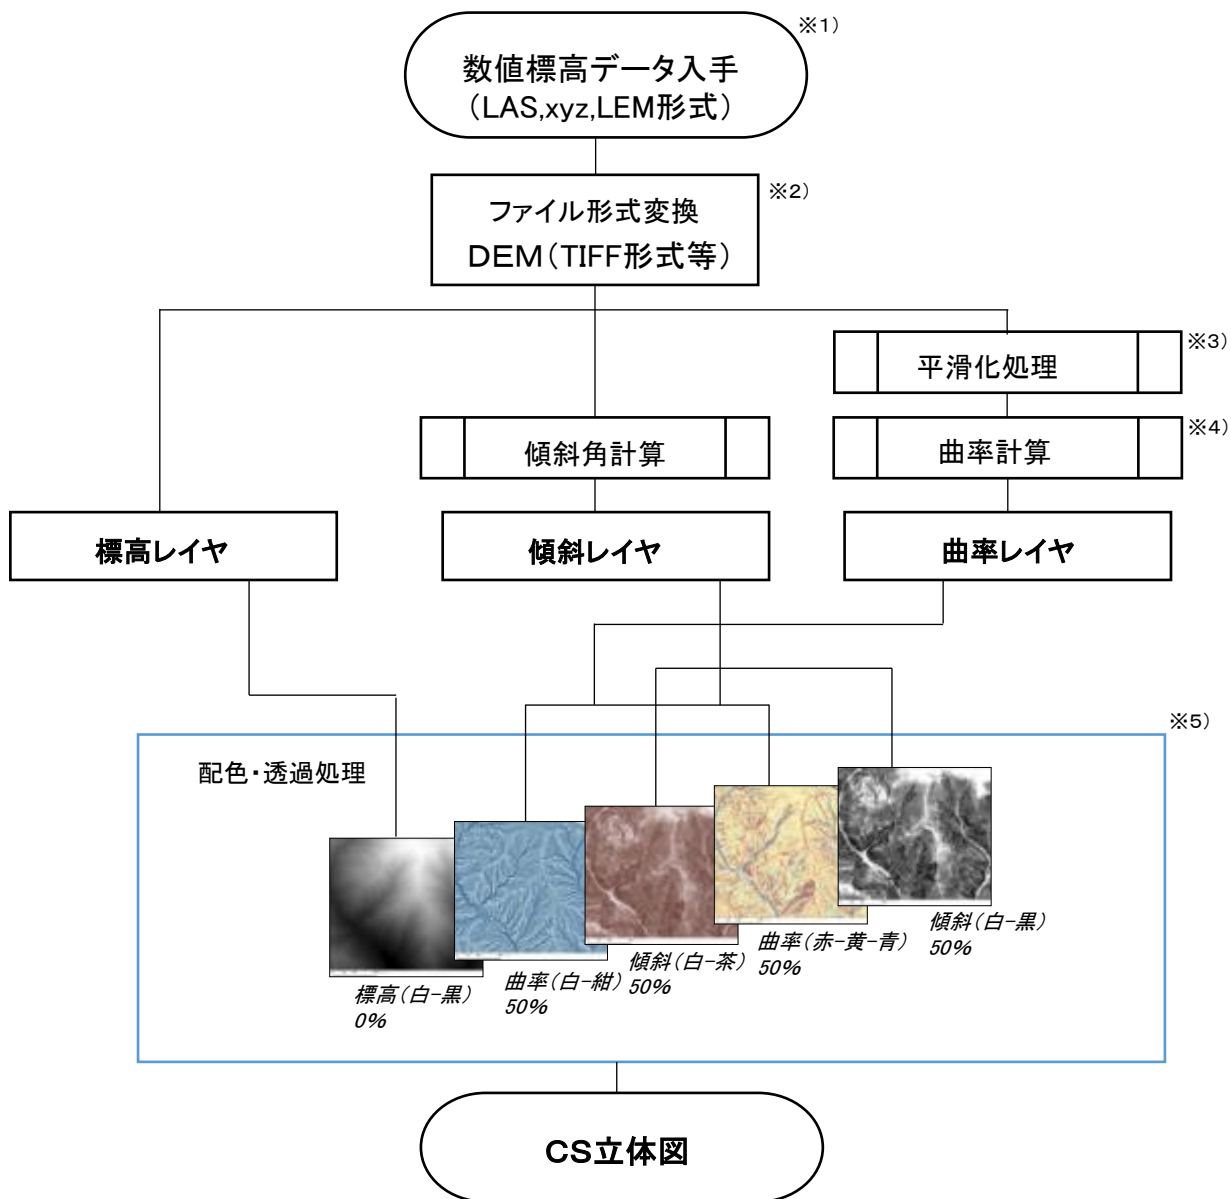 ※1)
数値標高データ入手
(LAS,xyz,LEM形式)
※2)
ファイル形式変換
DEM(TIFF形式等)
※3)
平滑化処理
※4)
傾斜角計算
曲率計算
標高レイヤ
傾斜レイヤ
曲率レイヤ
※5)
配色・透過処理
標高(白-黒)
0%
曲率(白-紺)
50%
傾斜(白-茶)
50%
曲率(赤-黄-青)
50%
傾斜(白-黒)
50%
CS立体図